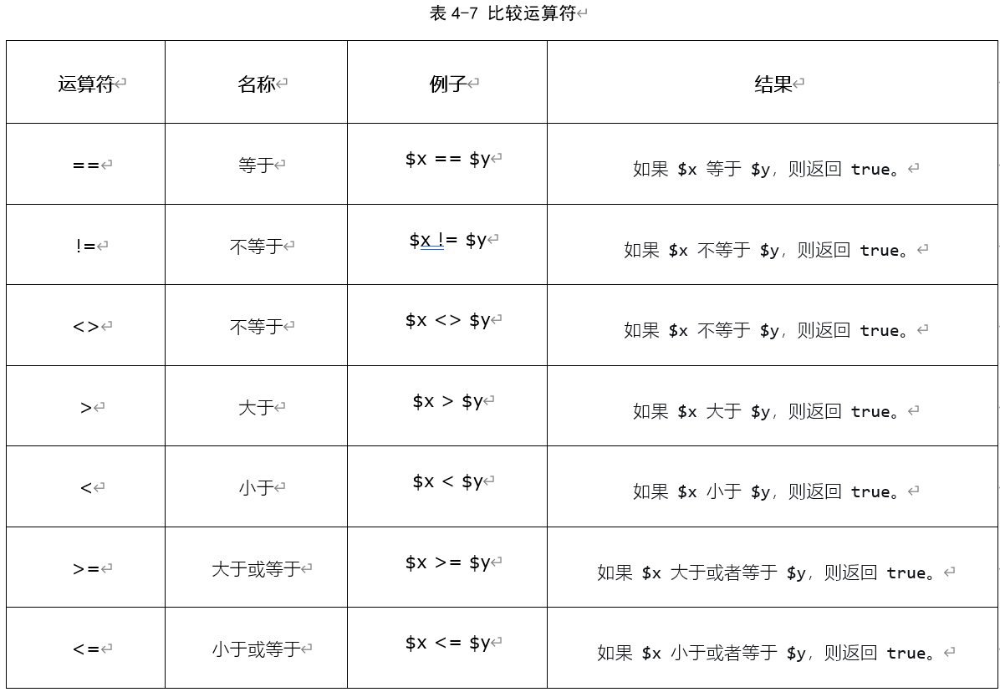 表 4-7 比较运算符↵
运算符↵ 名称↵ 例子↵ 结果↵
==↵ 等于↵ $x == $y↵ 如果 $x 等于 $y，则返回 true。↵
!=↵ 不等于↵ $x != $y↵ 如果 $x 不等于 $y，则返回 true。↵
<>↵ 不等于↵ $x <> $y↵ 如果 $x 不等于 $y，则返回 true。↵
>↵ 大于↵ $x > $y↵ 如果 $x 大于 $y，则返回 true。↵
<↵ 小于↵ $x < $y↵ 如果 $x 小于 $y，则返回 true。↵
>=↵ 大于或等于↵ $x >= $y↵ 如果 $x 大于或者等于 $y，则返回 true。↵
<=↵ 小于或等于↵ $x <= $y↵ 如果 $x 小于或者等于 $y，则返回 true。↵